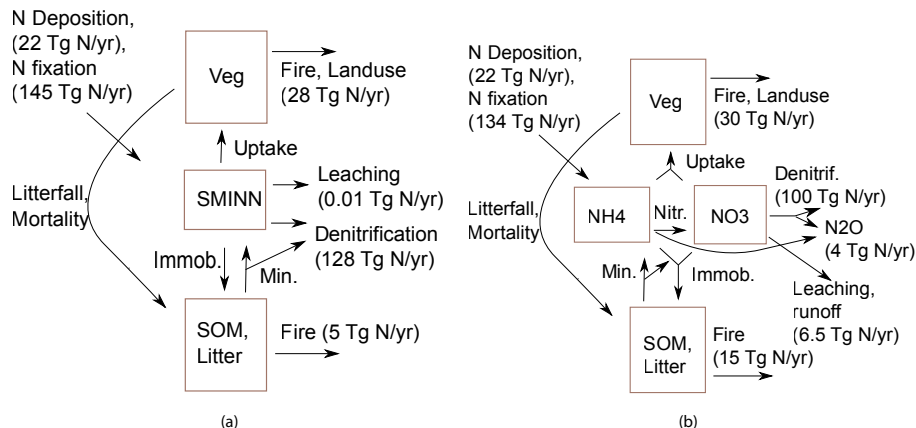 N Deposition,
(22 Tg N/yr),
N fixation
(145 Tg N/yr)
Veg
Fire, Landuse
(28 Tg N/yr)
Uptake
Litterfall,
Mortality
SMINN
Leaching
(0.01 Tg N/yr)
Denitrification
(128 Tg N/yr)
Immob.
Min.
SOM,
Litter
Fire (5 Tg N/yr)
(a)
N Deposition,
(22 Tg N/yr),
N fixation
(134 Tg N/yr)
Veg
Fire, Landuse
(30 Tg N/yr)
Uptake
Denitrif.
(100 Tg N/yr)
Litterfall,
Mortality
NH4
Nitr.
NO3
N2O
(4 Tg N/yr)
Min.
Immob.
Leaching,
runoff
(6.5 Tg N/yr)
SOM,
Litter
Fire
(15 Tg N/yr)
(b)